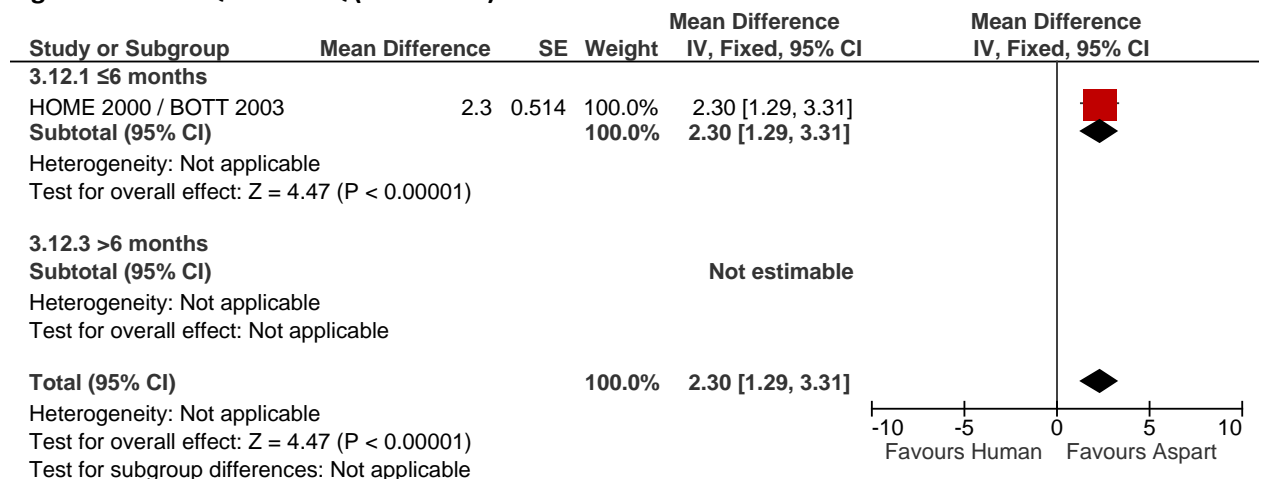 Mean Difference Mean Difference
Study or Subgroup Mean Difference SE Weight IV, Fixed, 95% CI IV, Fixed, 95% CI
3.12.1 ≤6 months
HOME 2000 / BOTT 2003 2.3 0.514 100.0% 2.30 [1.29, 3.31]
Subtotal (95% CI) 100.0% 2.30 [1.29, 3.31]
Heterogeneity: Not applicable
Test for overall effect: Z = 4.47 (P < 0.00001)
3.12.3 >6 months
Subtotal (95% CI) Not estimable
Heterogeneity: Not applicable
Test for overall effect: Not applicable
Total (95% CI) 100.0% 2.30 [1.29, 3.31]
Heterogeneity: Not applicable
Test for overall effect: Z = 4.47 (P < 0.00001)
Test for subgroup differences: Not applicable
-10 -5 0 5 10
Favours Human Favours Aspart